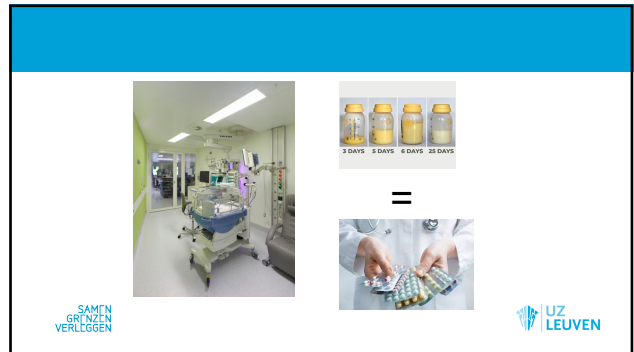 3 DAYS 5 DAYS 6 DAYS 25 DAYS
=
SAMEN
GRENZEN
VERLEGGEN
UZ
LEUVEN